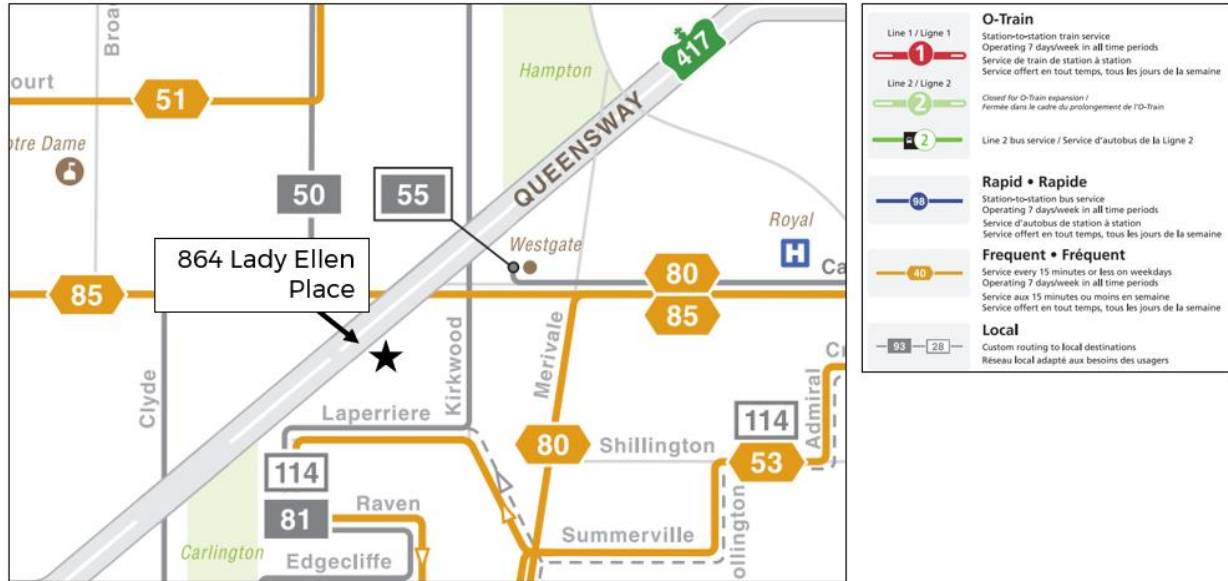 Broad
417
Hampton
ourt
51
QUEENSWAY
otre Dame
50
55
Royal
H
Westgate
864 Lady Ellen
Place
80
Ca
85
85
Merivale
Kirkwood
Clyde
Laperriere
114
Admiral
Cr
80
Shillington
53
114
81
Raven
Summerville
ollington
Carlington
Edgecliffe
O-Train
Line 1 / Ligne 1
1
Station-to-station train service
Operating 7 days/week in all time periods
Service de train de station à station
Service offert en tout temps, tous les jours de la semaine
Line 2 / Ligne 2
2
Closed for O-Train expansion /
Fermée dans le cadre du prolongement de l'O-Train
2
Line 2 bus service / Service d'autobus de la Ligne 2
Rapid • Rapide
98
Station-to-station bus service
Operating 7 days/week in all time periods
Service d'autobus de station à station
Service offert en tout temps, tous les jours de la semaine
Frequent • Fréquent
40
Service every 15 minutes or less on weekdays
Operating 7 days/week in all time periods
Service aux 15 minutes ou moins en semaine
Service offert en tout temps, tous les jours de la semaine
Local
93
28
Custom routing to local destinations
Réseau local adapté aux besoins des usagers